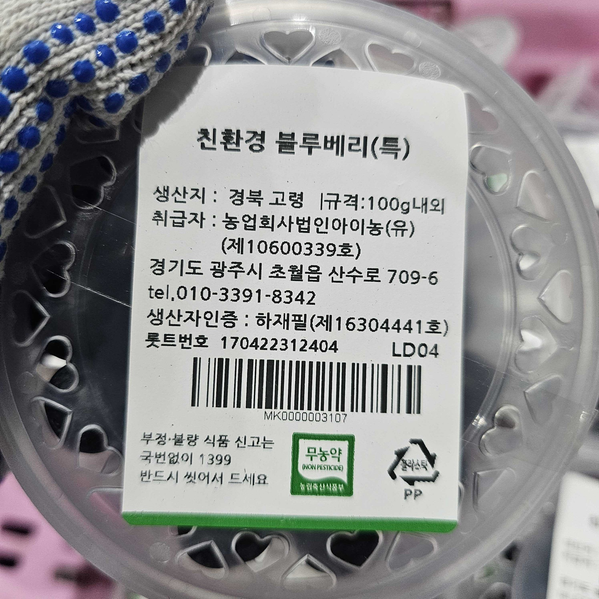 친환경 블루베리(특)
생산지 : 경북 고령 |규격:100g내외
취급자 : 농업회사법인아이농(유)
(제10600339호)
경기도 광주시 초월읍 산수로 709-6
tel.010-3391-8342
생산자인증 : 하재필(제16304441호)
롯트번호 170422312404 LD04
MK0000003107
부정·불량 식품 신고는
국번없이 1399
반드시 씻어서 드세요
무농약
(NON PESTICIDE)
농림축산식품부
플라스틱
PP